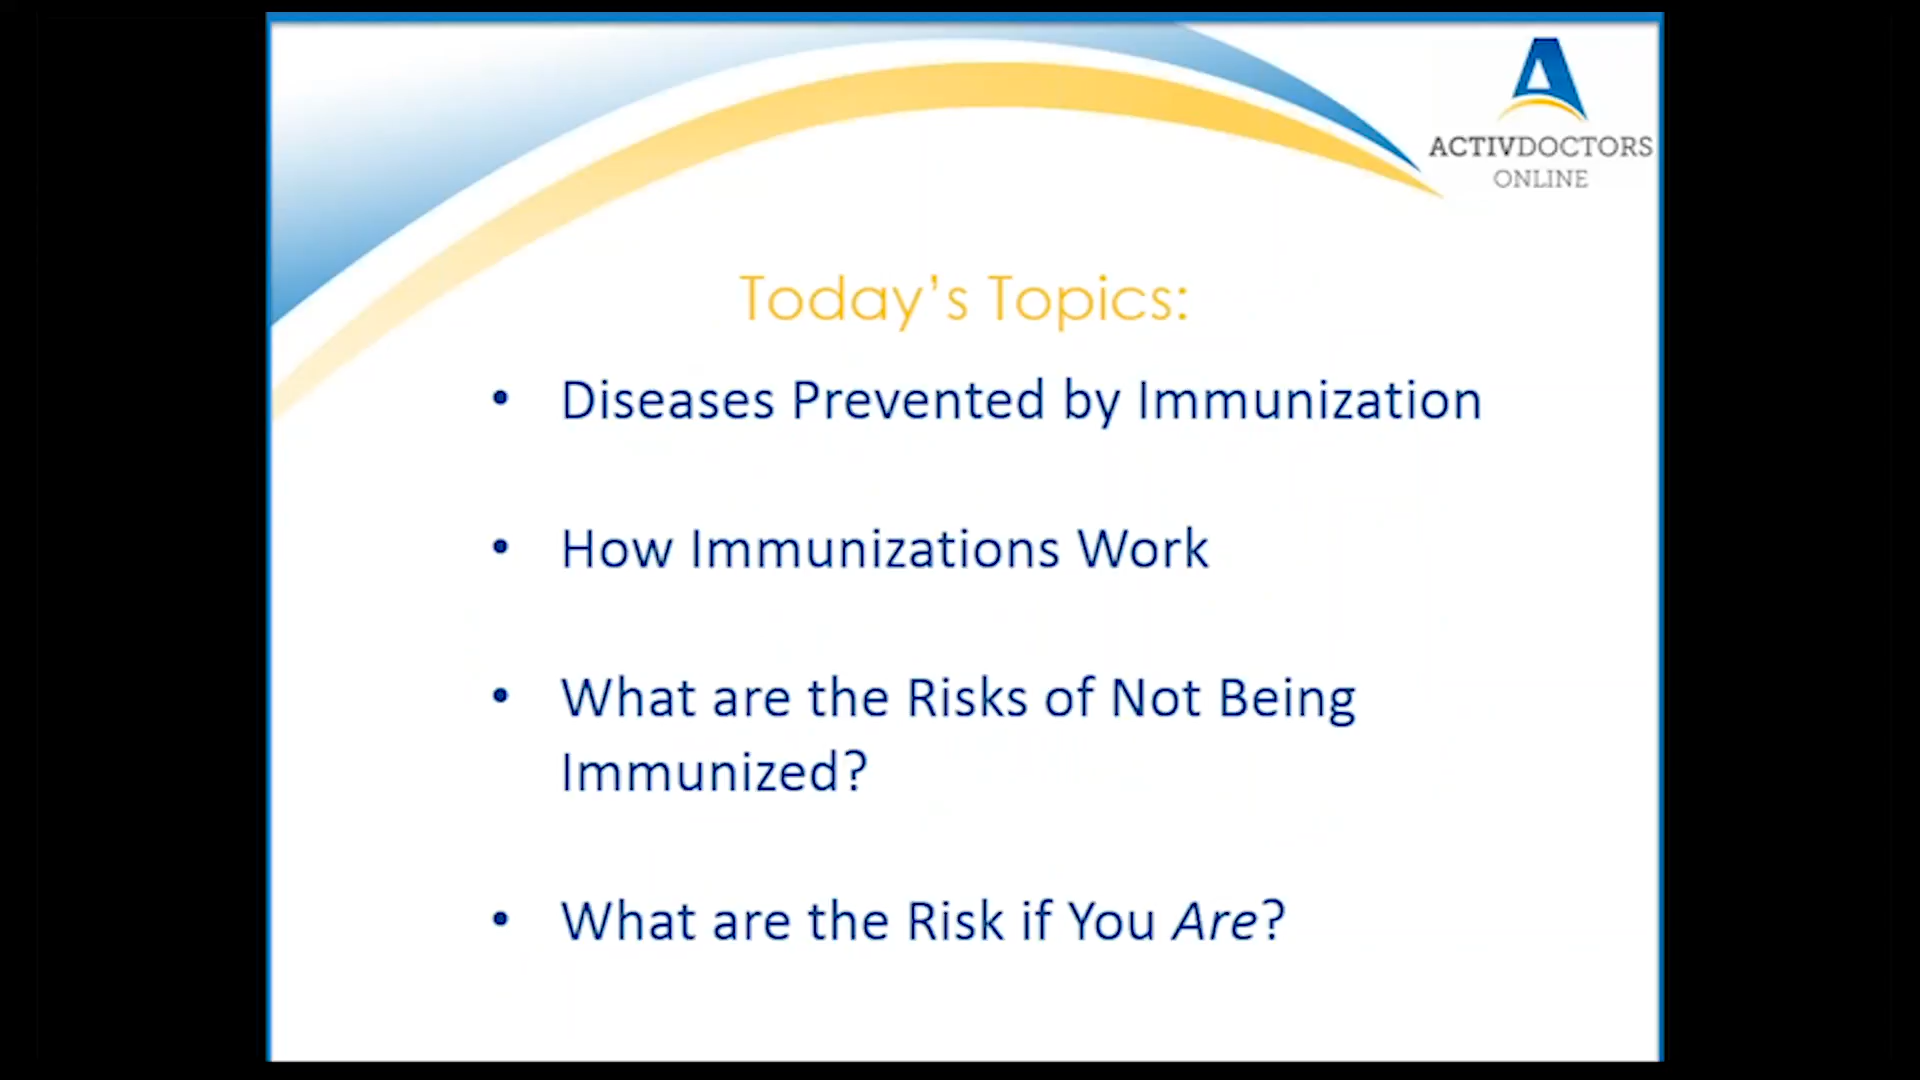 ACTIVDOCTORS
ONLINE
Today’s Topics:
• Diseases Prevented by Immunization
• How Immunizations Work
• What are the Risks of Not Being
Immunized?
• What are the Risk if You Are?